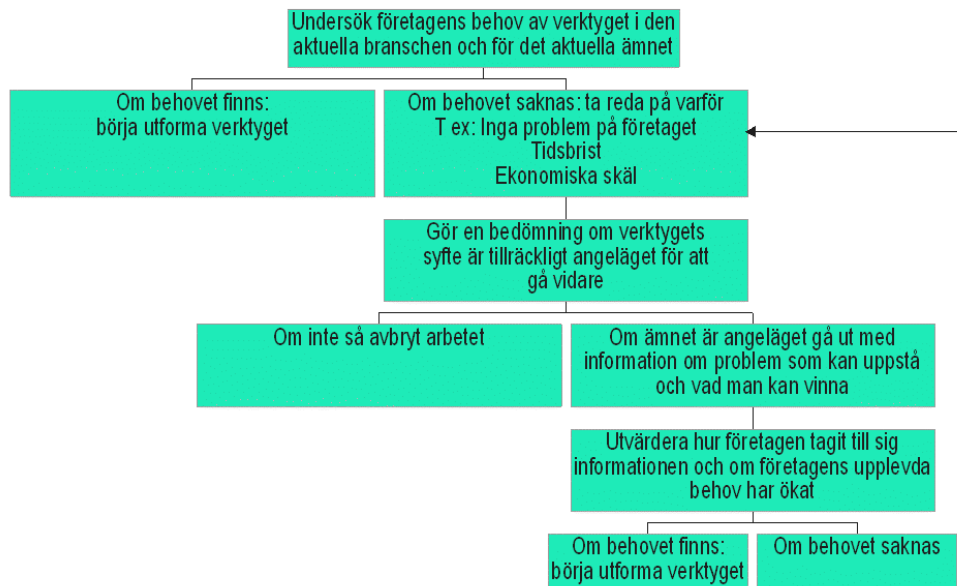 Undersök företagens behov av verktyget i den
aktuella branschen och för det aktuella ämnet
Om behovet finns:
börja utforma verktyget
Om behovet saknas: ta reda på varför
T ex: Inga problem på företaget
Tidsbrist
Ekonomiska skäl
Gör en bedömning om verktygets
syfte är tillräckligt angeläget för att
gå vidare
Om inte så avbryt arbetet
Om ämnet är angeläget gå ut med
information om problem som kan uppstå
och vad man kan vinna
Utvärdera hur företagen tagit till sig
informationen och om företagens upplevda
behov har ökat
Om behovet finns:
börja utforma verktyget
Om behovet saknas